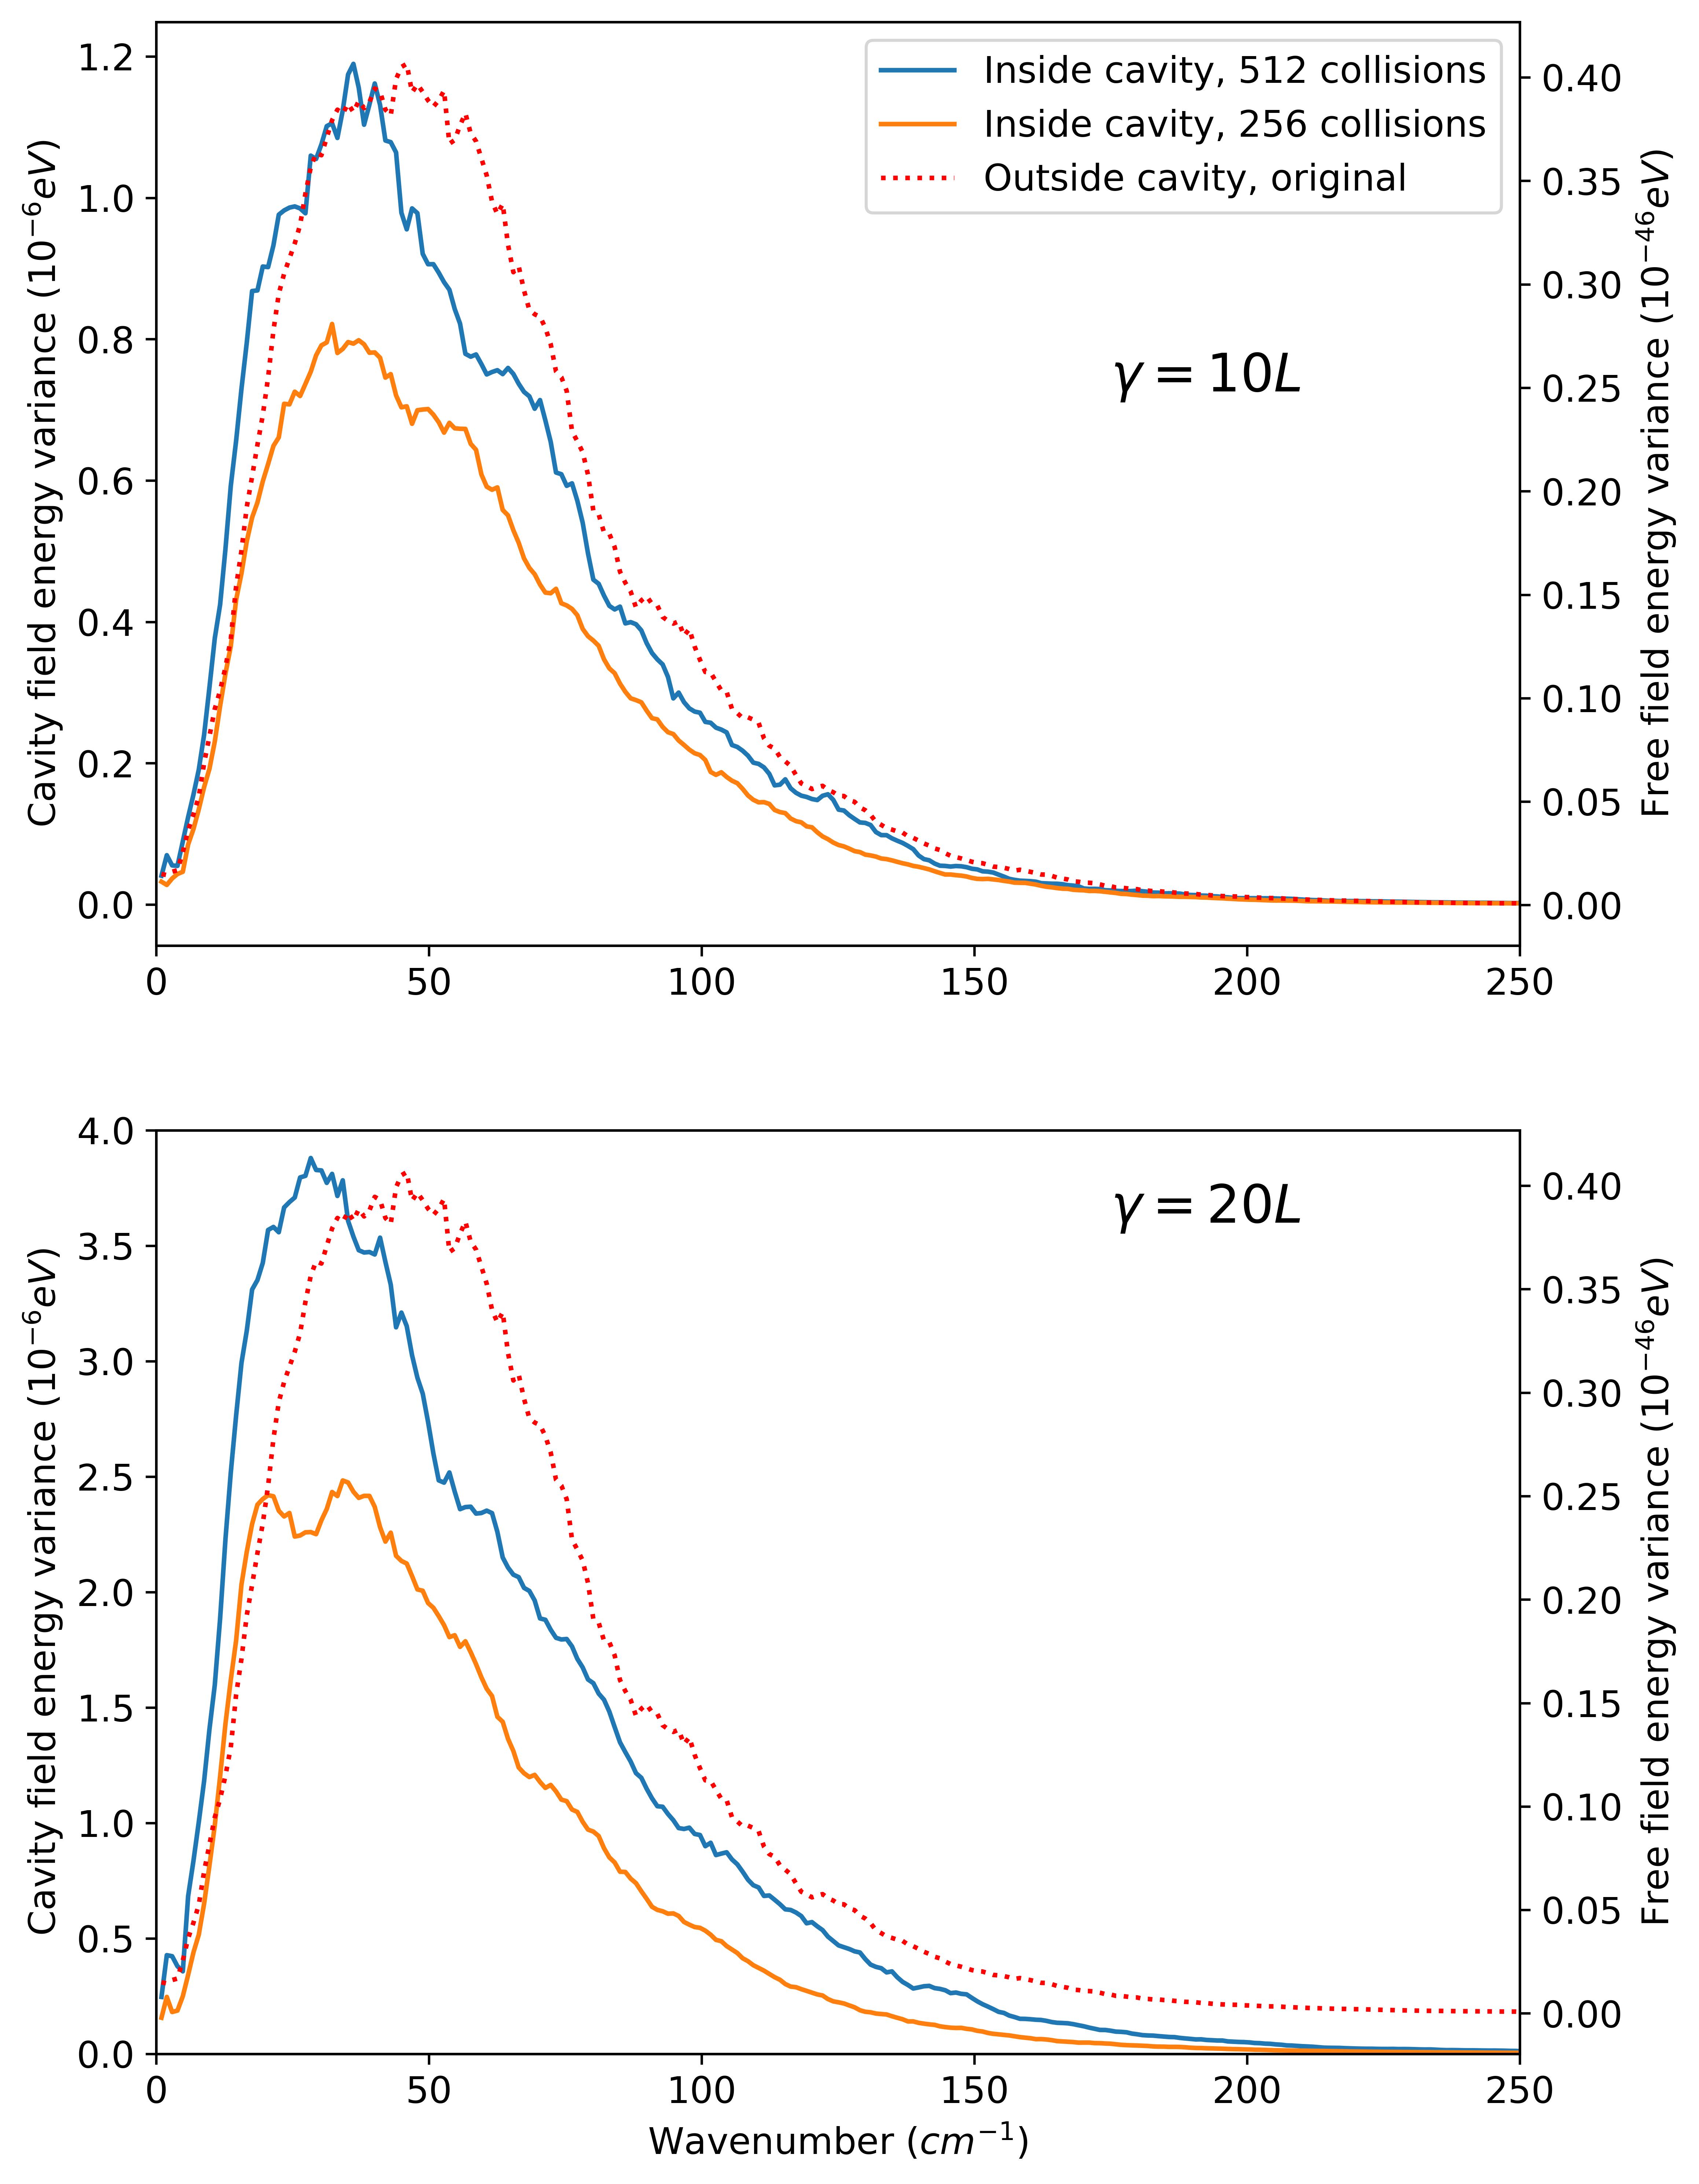 Inside cavity, 512 collisions
Inside cavity, 256 collisions
Outside cavity, original
γ = 10L
Cavity field energy variance (10⁻⁶eV)
1.2
1.0
0.8
0.6
0.4
0.2
0.0
0 50 100 150 200 250
0.40
0.35
0.30
0.25
0.20
0.15
0.10
0.05
0.00
Free field energy variance (10⁻⁴⁶eV)
γ = 20L
Cavity field energy variance (10⁻⁶eV)
4.0
3.5
3.0
2.5
2.0
1.5
1.0
0.5
0.0
0 50 100 150 200 250
Wavenumber (cm⁻¹)
0.40
0.35
0.30
0.25
0.20
0.15
0.10
0.05
0.00
Free field energy variance (10⁻⁴⁶eV)